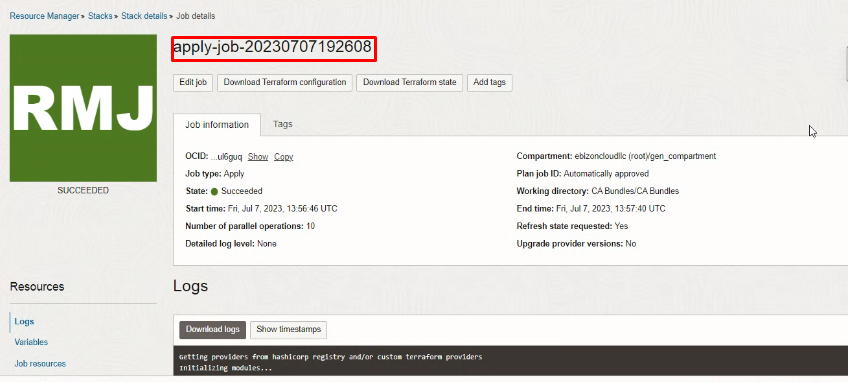 Resource Manager » Stacks » Stack details » Job details
RMJ
SUCCEEDED
apply-job-20230707192608
Edit job Download Terraform configuration Download Terraform state Add tags
Job information Tags
OCID: ...ul6guq Show Copy
Job type: Apply
State: Succeeded
Start time: Fri, Jul 7, 2023, 13:56:46 UTC
Number of parallel operations: 10
Detailed log level: None
Compartment: ebizoncloudllc (root)/gen_compartment
Plan job ID: Automatically approved
Working directory: CA Bundles/CA Bundles
End time: Fri, Jul 7, 2023, 13:57:40 UTC
Refresh state requested: Yes
Upgrade provider versions: No
Resources
Logs
Variables
Job resources
Logs
Download logs Show timestamps
Getting providers from hashicorp registry and/or custom terraform providers
Initializing modules...